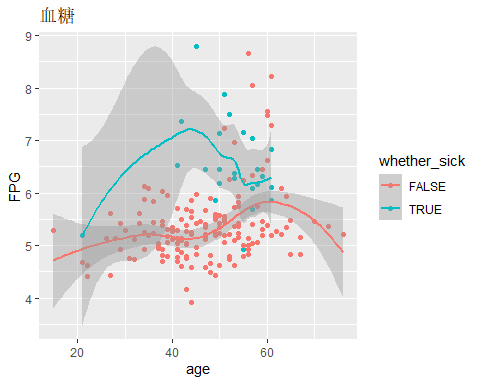 血糖
9
8
7
6
5
4
FPG
20
40
60
age
whether_sick
FALSE
TRUE